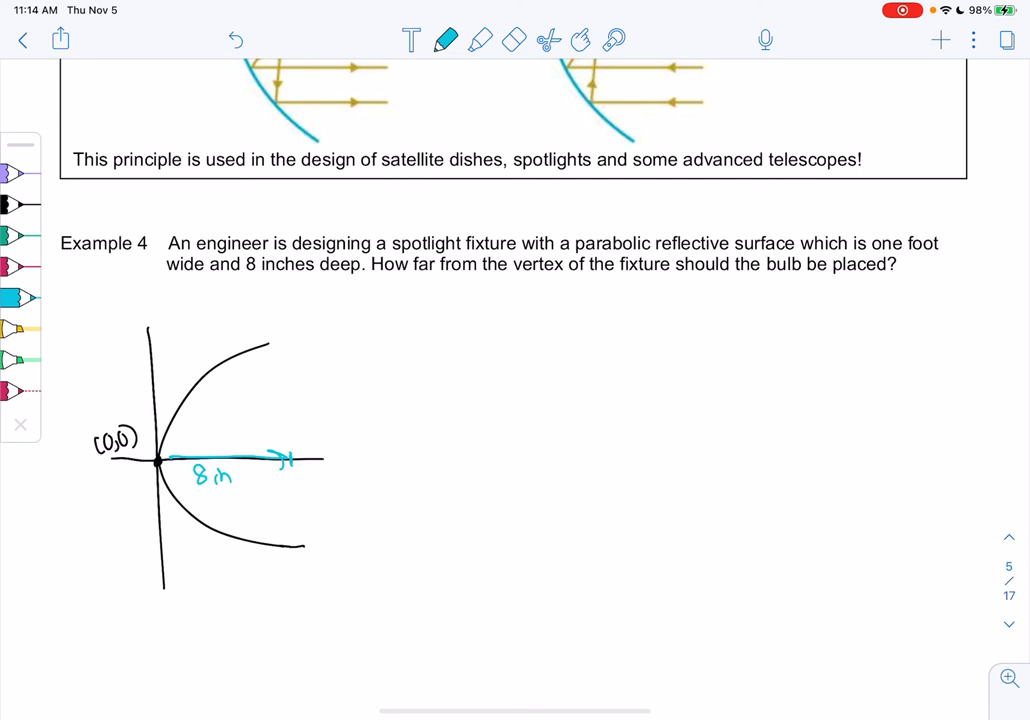 11:14 AM Thu Nov 5
98%
T
This principle is used in the design of satellite dishes, spotlights and some advanced telescopes!
Example 4 An engineer is designing a spotlight fixture with a parabolic reflective surface which is one foot
wide and 8 inches deep. How far from the vertex of the fixture should the bulb be placed?
(0,0)
8 in
5
/
17